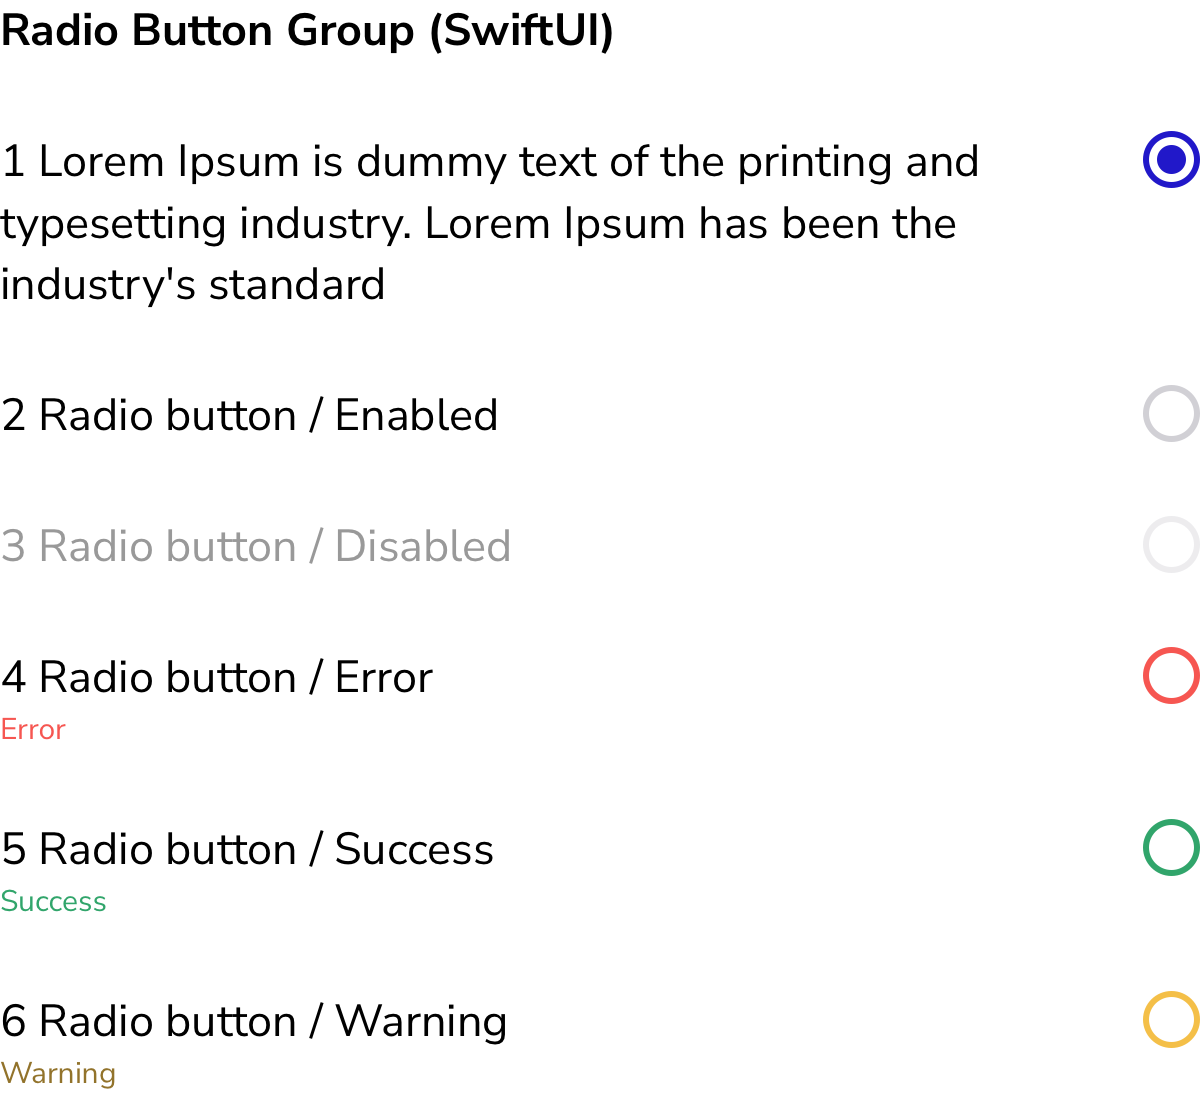 Radio Button Group (SwiftUI)
1 Lorem Ipsum is dummy text of the printing and
typesetting industry. Lorem Ipsum has been the
industry's standard
2 Radio button / Enabled
3 Radio button / Disabled
4 Radio button / Error
Error
5 Radio button / Success
Success
6 Radio button / Warning
Warning